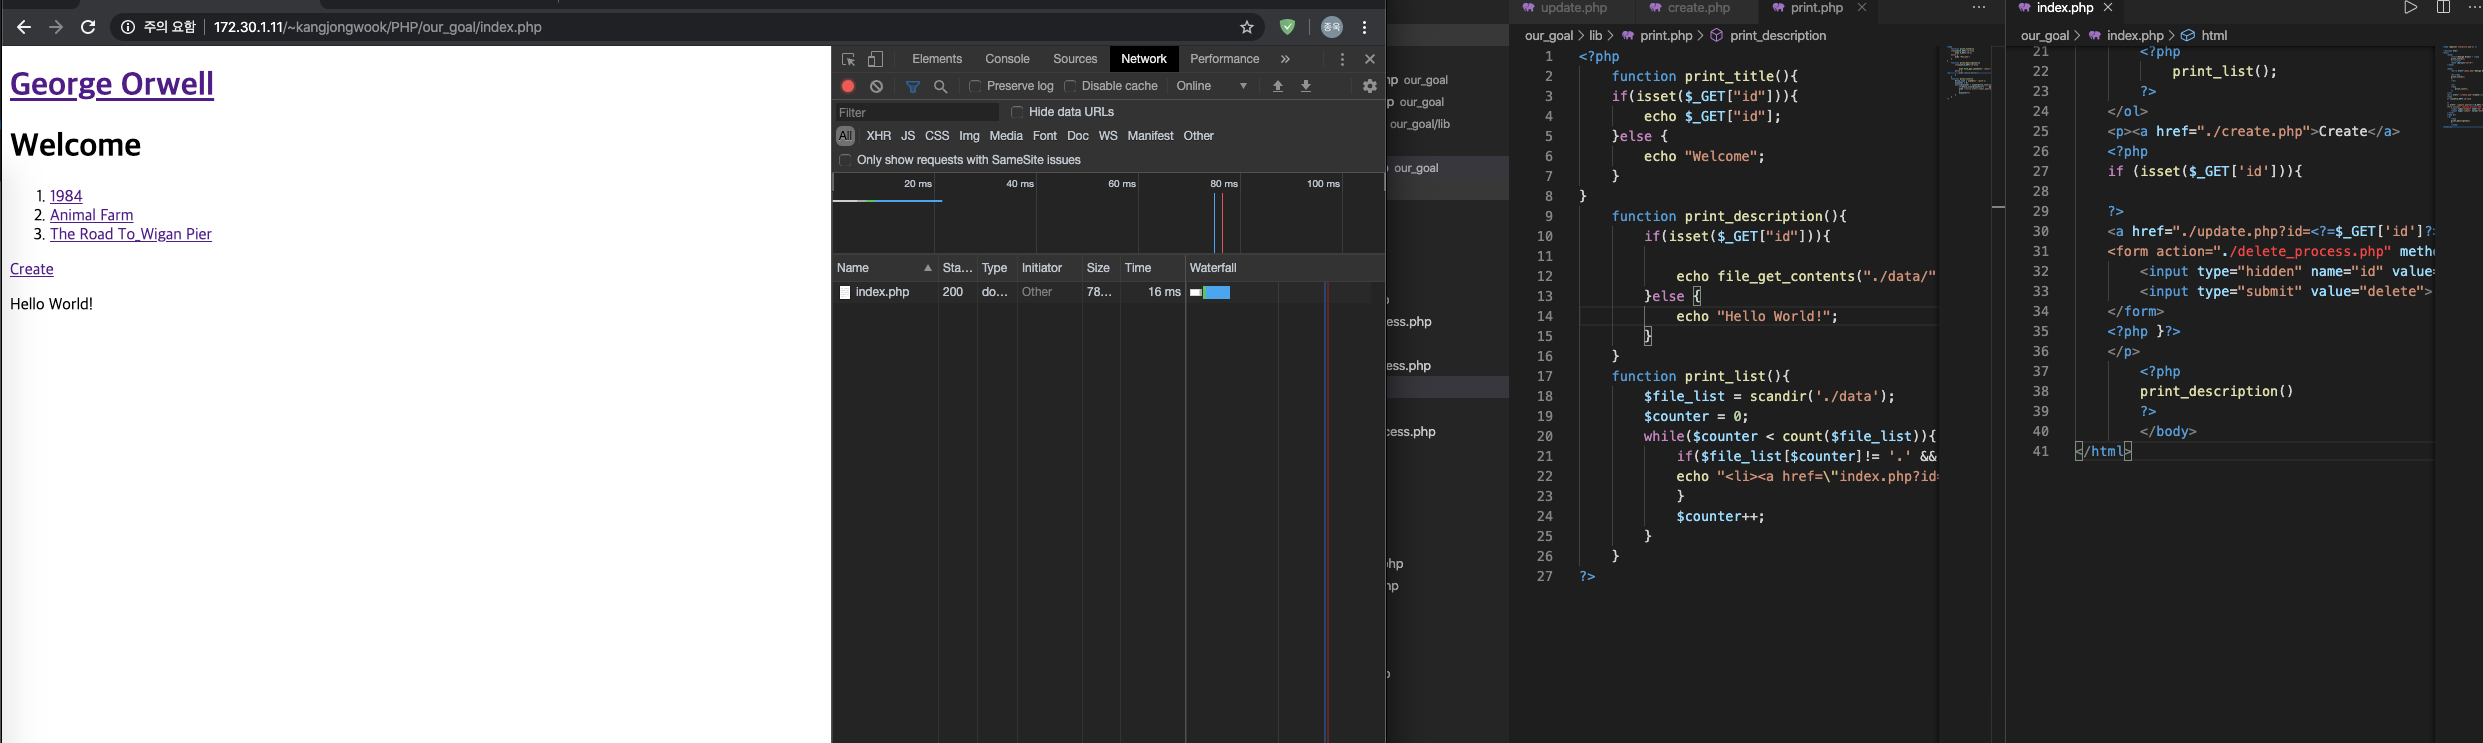 주의 요함 172.30.1.11/~kangjongwook/PHP/our_goal/index.php
종욱
George Orwell
Welcome
1. 1984
2. Animal Farm
3. The Road To_Wigan Pier
Create
Hello World!
Elements Console Sources Network Performance »
Preserve log Disable cache Online
Filter Hide data URLs
All XHR JS CSS Img Media Font Doc WS Manifest Other
Only show requests with SameSite issues
20 ms 40 ms 60 ms 80 ms 100 ms
Name Sta... Type Initiator Size Time Waterfall
index.php 200 do... Other 78... 16 ms
our_goal
our_goal
our_goal/lib
our_goal
ess.php
ess.php
cess.php
update.php create.php print.php ...
our_goal > lib > print.php > print_description
1 <?php
2 function print_title(){
3 if(isset($_GET["id"])){
4 echo $_GET["id"];
5 }else {
6 echo "Welcome";
7 }
8 }
9 function print_description(){
10 if(isset($_GET["id"])){
11
12 echo file_get_contents("./data/"
13 }else {
14 echo "Hello World!";
15 }
16 }
17 function print_list(){
18 $file_list = scandir('./data');
19 $counter = 0;
20 while($counter < count($file_list)){
21 if($file_list[$counter]!= '.' &&
22 echo "<li><a href=\"index.php?id=
23 }
24 $counter++;
25 }
26 }
27 ?>
index.php
our_goal > index.php > html
21 <?php
22 print_list();
23 ?>
24 </ol>
25 <p><a href="./create.php">Create</a>
26 <?php
27 if (isset($_GET['id'])){
28
29 ?>
30 <a href="./update.php?id=<?=$_GET['id']?>
31 <form action="./delete_process.php" meth
32 <input type="hidden" name="id" value=
33 <input type="submit" value="delete">
34 </form>
35 <?php }?>
36 </p>
37 <?php
38 print_description()
39 ?>
40 </body>
41 </html>